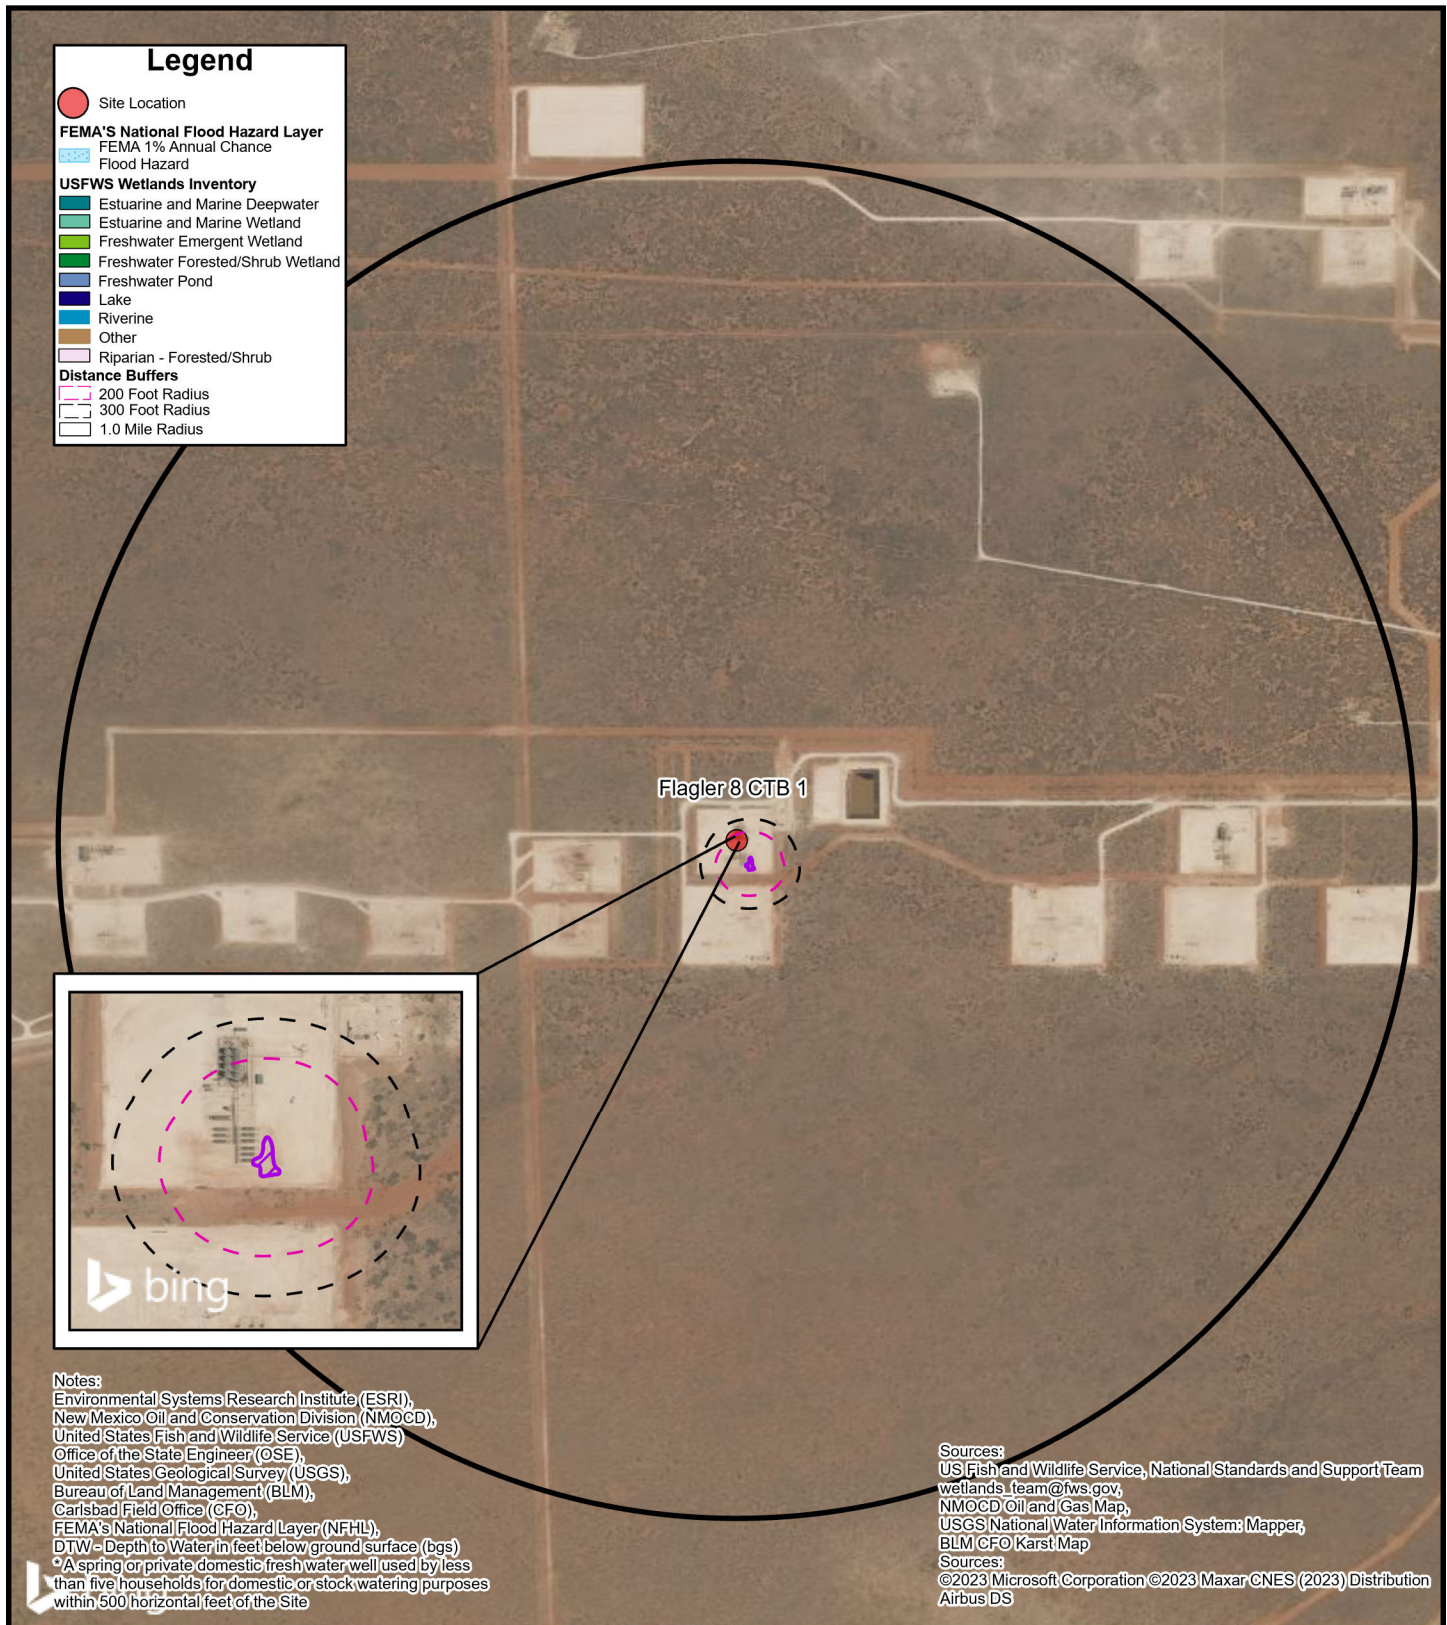 Legend
Site Location
FEMA'S National Flood Hazard Layer
FEMA 1% Annual Chance
Flood Hazard
USFWS Wetlands Inventory
Estuarine and Marine Deepwater
Estuarine and Marine Wetland
Freshwater Emergent Wetland
Freshwater Forested/Shrub Wetland
Freshwater Pond
Lake
Riverine
Other
Riparian - Forested/Shrub
Distance Buffers
200 Foot Radius
300 Foot Radius
1.0 Mile Radius
Flagler 8 CTB 1
bing
Notes:
Environmental Systems Research Institute (ESRI),
New Mexico Oil and Conservation Division (NMOCD),
United States Fish and Wildlife Service (USFWS)
Office of the State Engineer (OSE),
United States Geological Survey (USGS),
Bureau of Land Management (BLM),
Carlsbad Field Office (CFO),
FEMA's National Flood Hazard Layer (NFHL),
DTW - Depth to Water in feet below ground surface (bgs)
* A spring or private domestic fresh water well used by less
than five households for domestic or stock watering purposes
within 500 horizontal feet of the Site
Sources:
US Fish and Wildlife Service, National Standards and Support Team
wetlands_team@fws.gov,
NMOCD Oil and Gas Map,
USGS National Water Information System: Mapper,
BLM CFO Karst Map
Sources:
©2023 Microsoft Corporation ©2023 Maxar CNES (2023) Distribution
Airbus DS